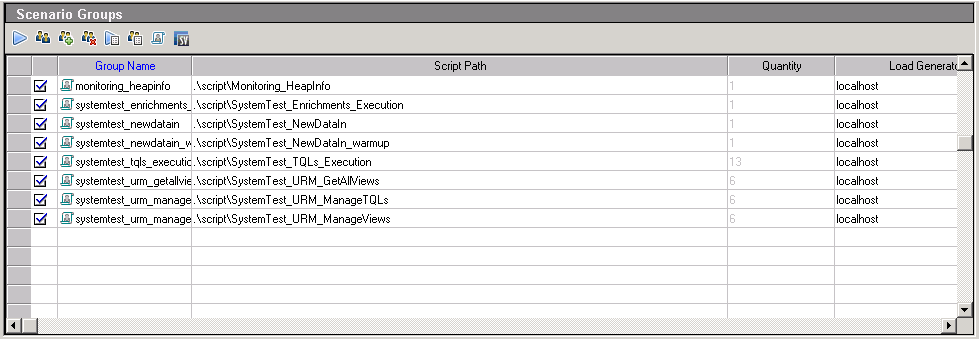 Scenario Groups
SV
Group Name Script Path Quantity Load Generato
monitoring_heapinfo .\script\Monitoring_HeapInfo 1 localhost
systemtest_enrichments_ .\script\SystemTest_Enrichments_Execution 1 localhost
systemtest_newdatain .\script\SystemTest_NewDataIn 1 localhost
systemtest_newdatain_w .\script\SystemTest_NewDataIn_warmup 1 localhost
systemtest_tqls_executio .\script\SystemTest_TQLs_Execution 13 localhost
systemtest_urm_getallvie .\script\SystemTest_URM_GetAllViews 6 localhost
systemtest_urm_manage .\script\SystemTest_URM_ManageTQLs 6 localhost
systemtest_urm_manage .\script\SystemTest_URM_ManageViews 6 localhost